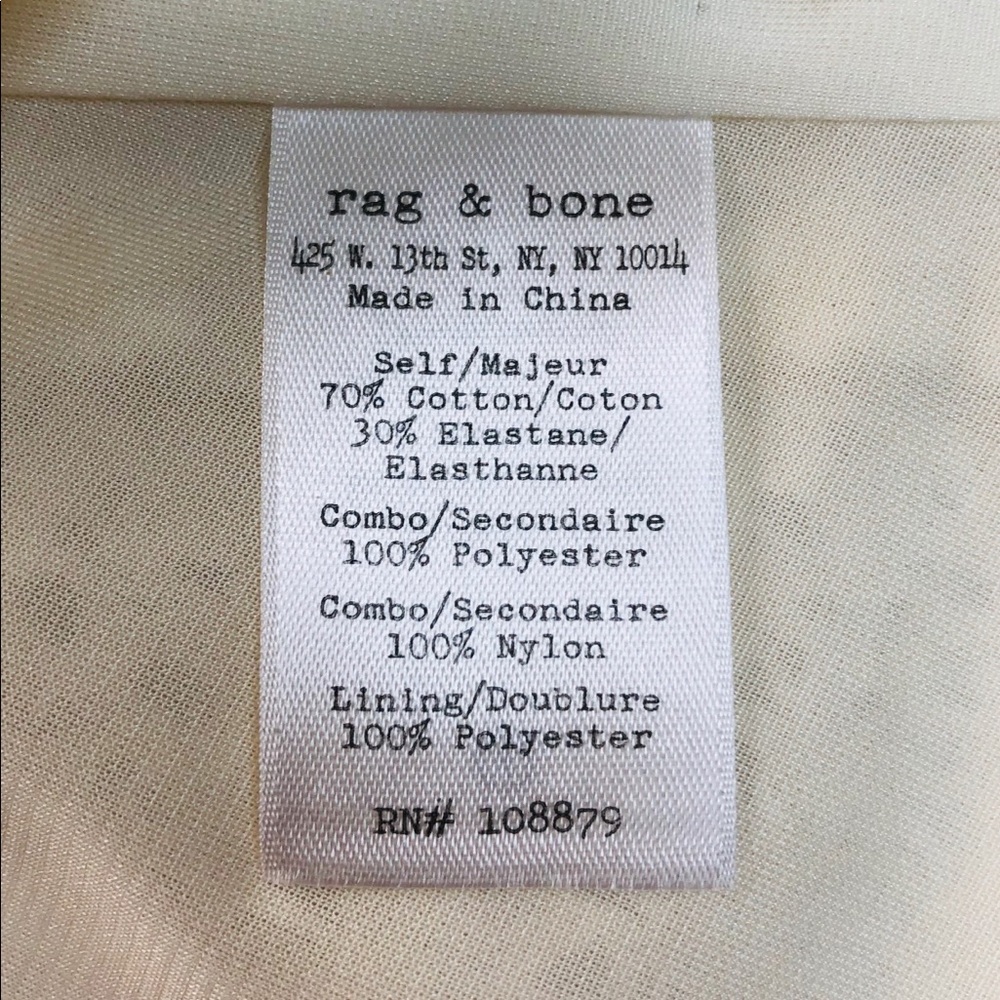 rag & bone
425 W. 13th St, NY, NY 10014
Made in China
Self/Majeur
70% Cotton/Coton
30% Elastane/
Elasthanne
Combo/Secondaire
100% Polyester
Combo/Secondaire
100% Nylon
Lining/Doublure
100% Polyester
RN# 108879